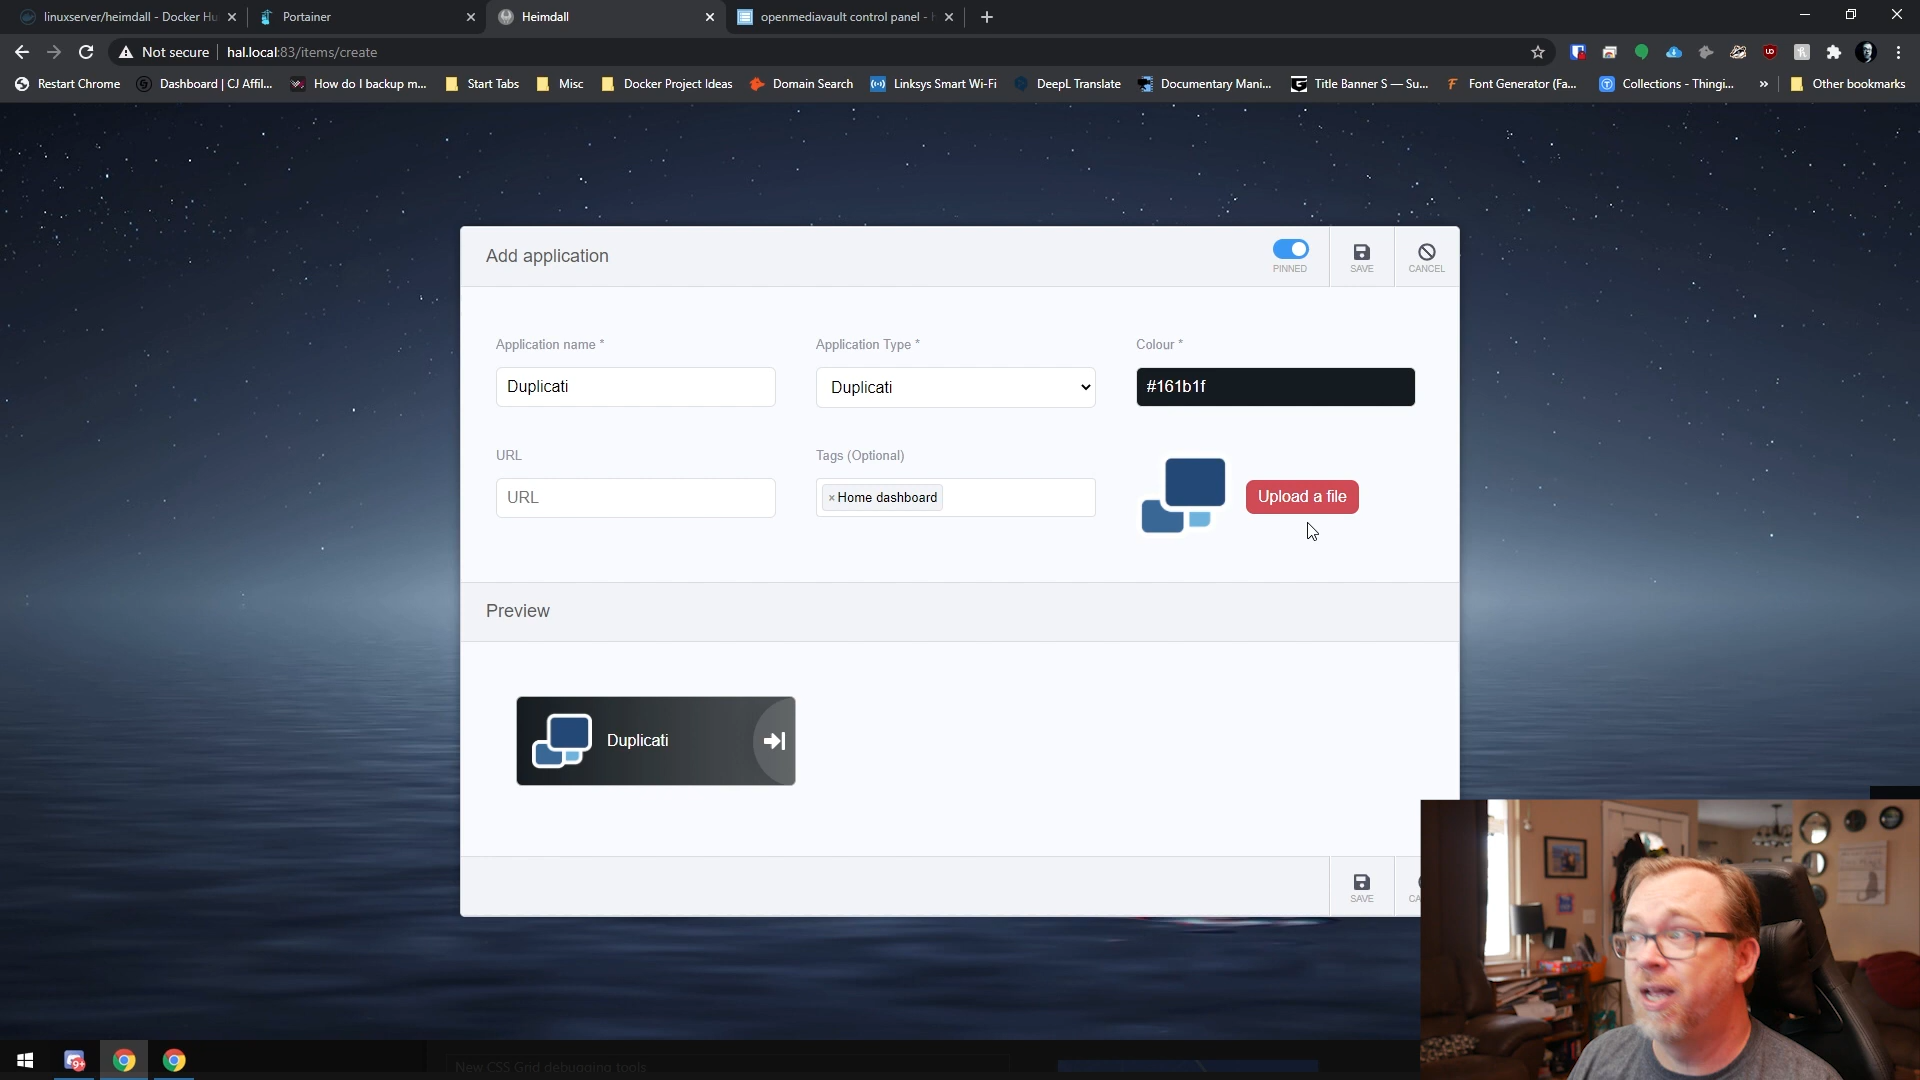 linuxserver/heimdall - Docker Hu
Portainer
Heimdall
openmediavault control panel - h
Not secure
hal.local:83/items/create
Restart Chrome
Dashboard | CJ Affil...
How do I backup m...
Start Tabs
Misc
Docker Project Ideas
Domain Search
Linksys Smart Wi-Fi
DeepL Translate
Documentary Mani...
Title Banner S — Su...
Font Generator (Fa...
Collections - Thingi...
»
Other bookmarks
Add application
PINNED
SAVE
CANCEL
Application name *
Application Type *
Colour *
Duplicati
Duplicati
#161b1f
URL
Tags (Optional)
URL
× Home dashboard
Upload a file
Preview
Duplicati
SAVE
CA
9+
New CSS Grid debugging tools